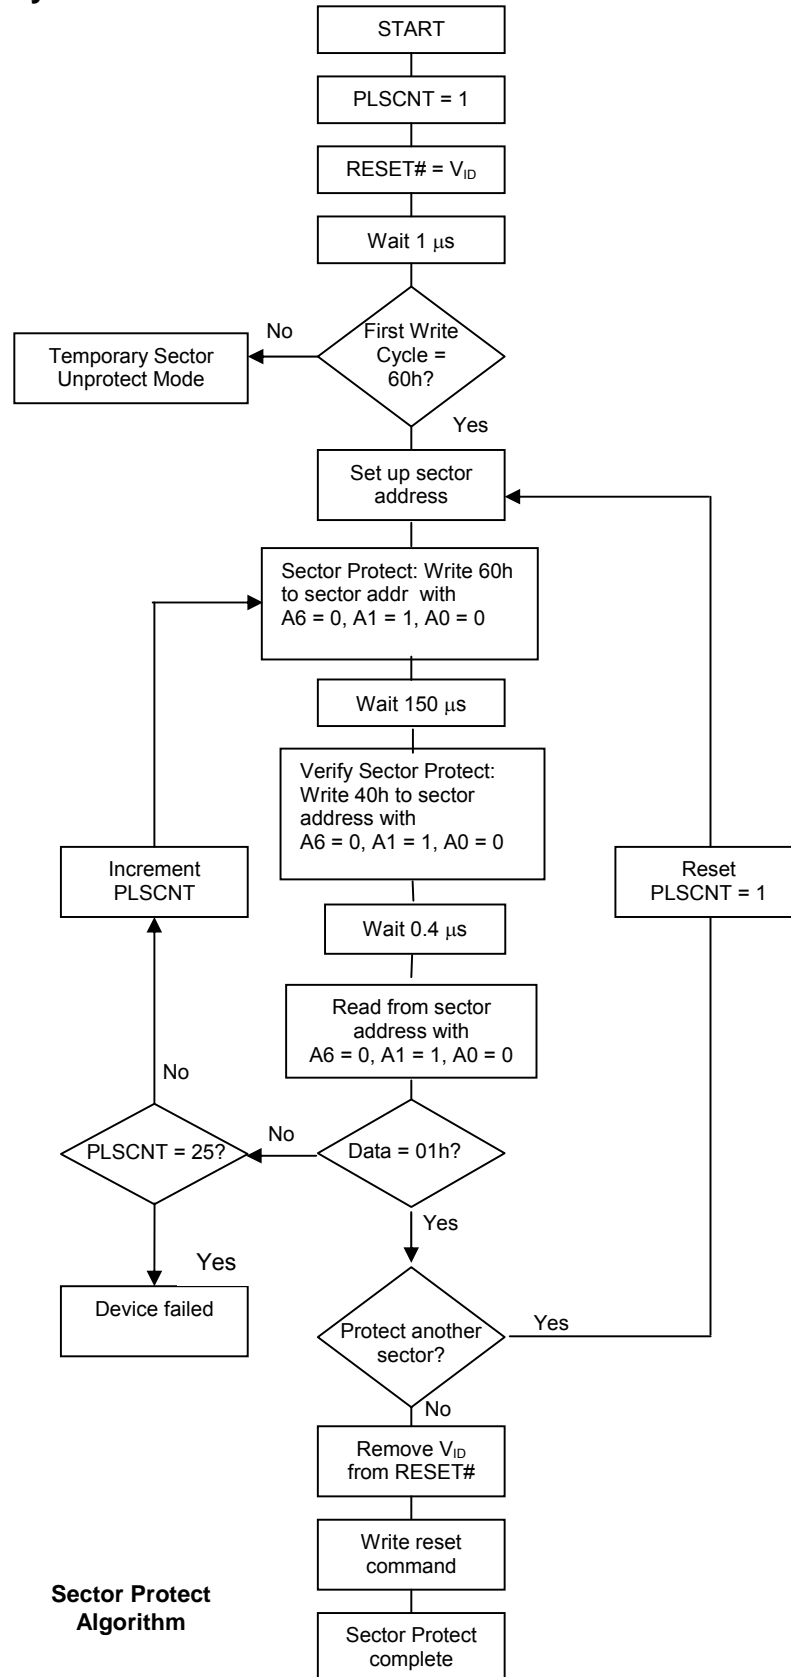 START
PLSCNT = 1
RESET# = VID
Wait 1 μs
First Write
Cycle =
60h?
No
Temporary Sector
Unprotect Mode
Yes
Set up sector
address
Sector Protect: Write 60h
to sector addr with
A6 = 0, A1 = 1, A0 = 0
Wait 150 μs
Verify Sector Protect:
Write 40h to sector
address with
A6 = 0, A1 = 1, A0 = 0
Increment
PLSCNT
Reset
PLSCNT = 1
Wait 0.4 μs
Read from sector
address with
A6 = 0, A1 = 1, A0 = 0
No
PLSCNT = 25?
No
Data = 01h?
Yes
Yes
Device failed
Protect another
sector?
Yes
No
Remove VID
from RESET#
Write reset
command
Sector Protect
Algorithm
Sector Protect
complete